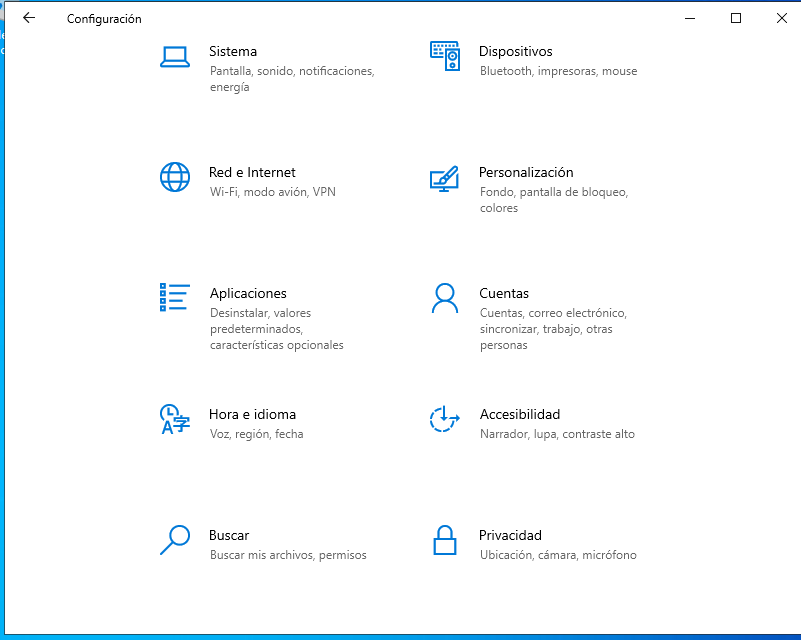 Configuración
Sistema
Pantalla, sonido, notificaciones,
energía
Dispositivos
Bluetooth, impresoras, mouse
Red e Internet
Wi-Fi, modo avión, VPN
Personalización
Fondo, pantalla de bloqueo,
colores
Aplicaciones
Desinstalar, valores
predeterminados,
características opcionales
Cuentas
Cuentas, correo electrónico,
sincronizar, trabajo, otras
personas
Hora e idioma
Voz, región, fecha
Accesibilidad
Narrador, lupa, contraste alto
Buscar
Buscar mis archivos, permisos
Privacidad
Ubicación, cámara, micrófono